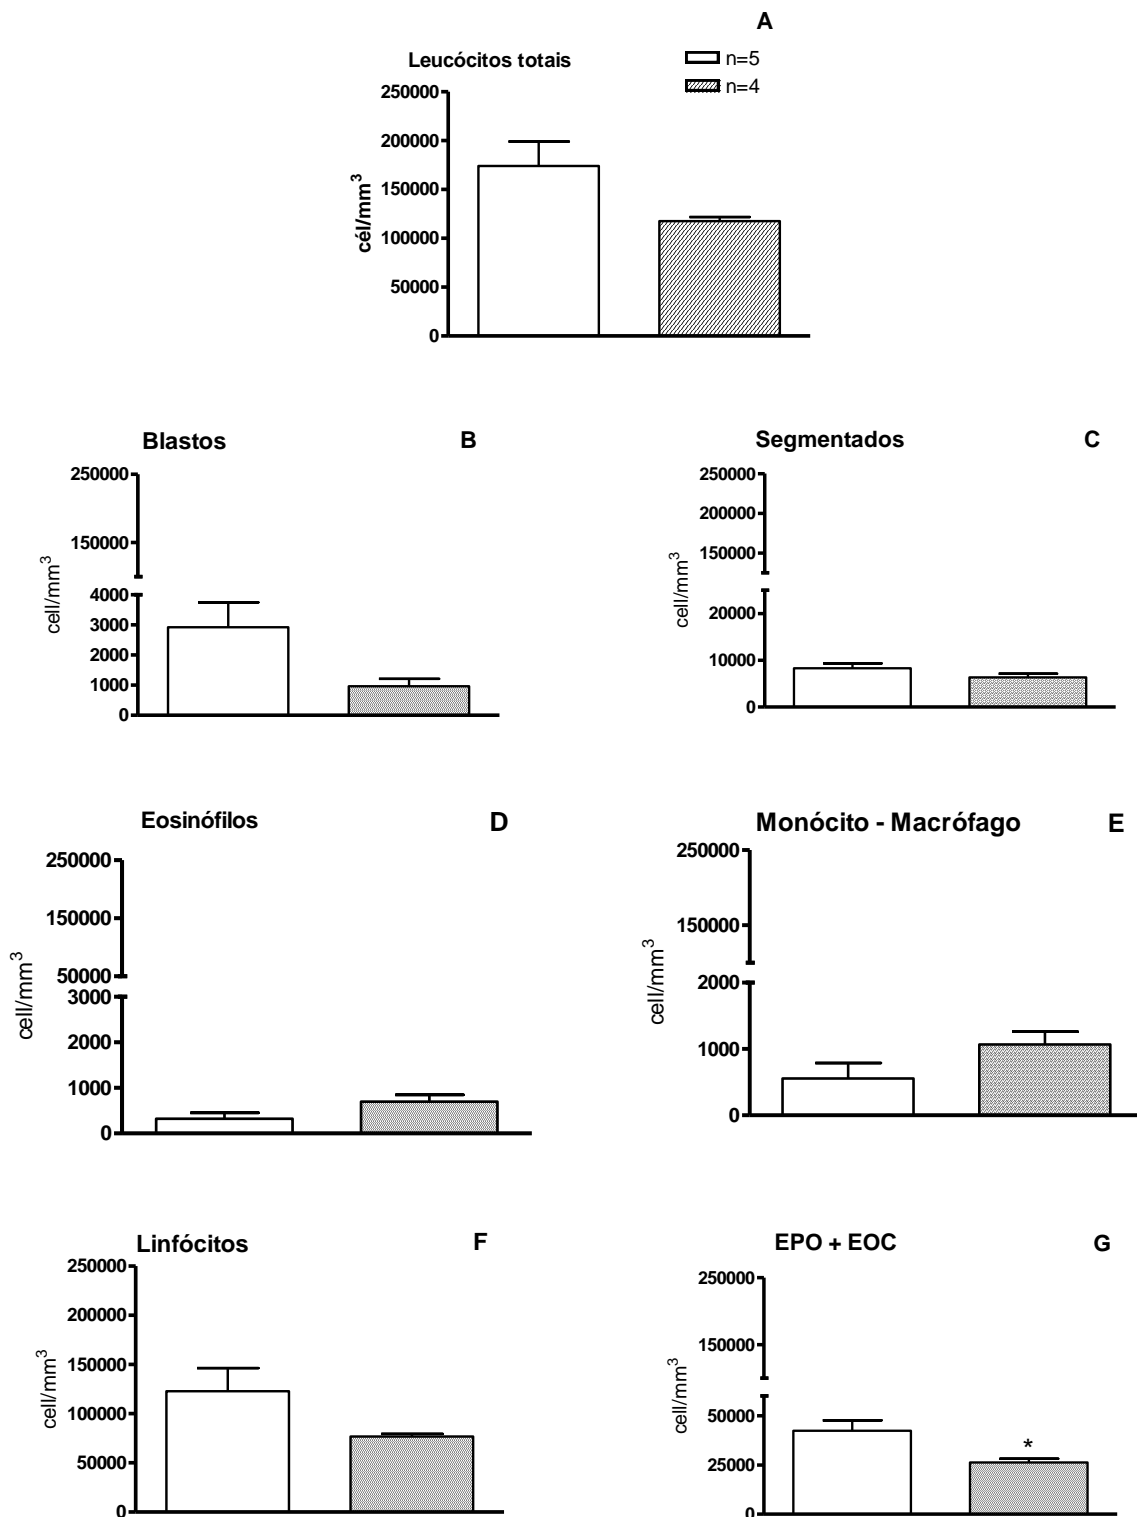 A
Leucócitos totais
n=5
n=4
250000
200000
150000
100000
50000
0
cél/mm³
Blastos
B
250000
150000
4000
3000
2000
1000
0
cell/mm³
Segmentados
C
250000
200000
150000
20000
10000
0
cell/mm³
Eosinófilos
D
250000
150000
50000
3000
2000
1000
0
cell/mm³
Monócito - Macrófago
E
250000
150000
2000
1000
0
cell/mm³
Linfócitos
F
250000
200000
150000
100000
50000
0
cell/mm³
EPO + EOC
G
250000
150000
50000
25000
0
cell/mm³
*